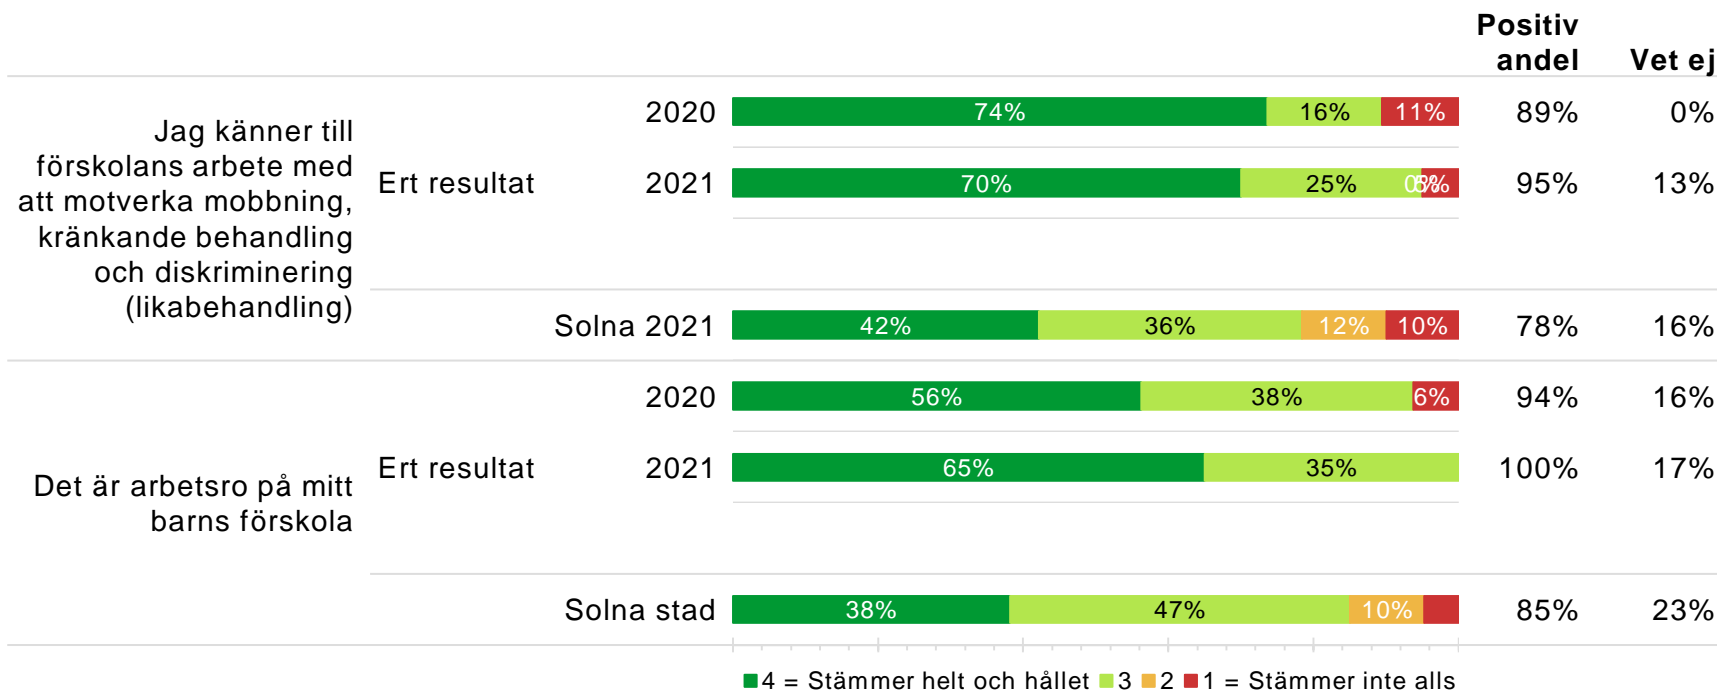 Positiv
andel
Vet ej
Jag känner till
förskolans arbete med
att motverka mobbning,
kränkande behandling
och diskriminering
(likabehandling)
Ert resultat
2020 74% 16% 11% 89% 0%
2021 70% 25% 0% 5% 95% 13%
Solna 2021 42% 36% 12% 10% 78% 16%
Det är arbetsro på mitt
barns förskola
Ert resultat
2020 56% 38% 6% 94% 16%
2021 65% 35% 100% 17%
Solna stad 38% 47% 10% 85% 23%
4 = Stämmer helt och hållet 3 2 1 = Stämmer inte alls